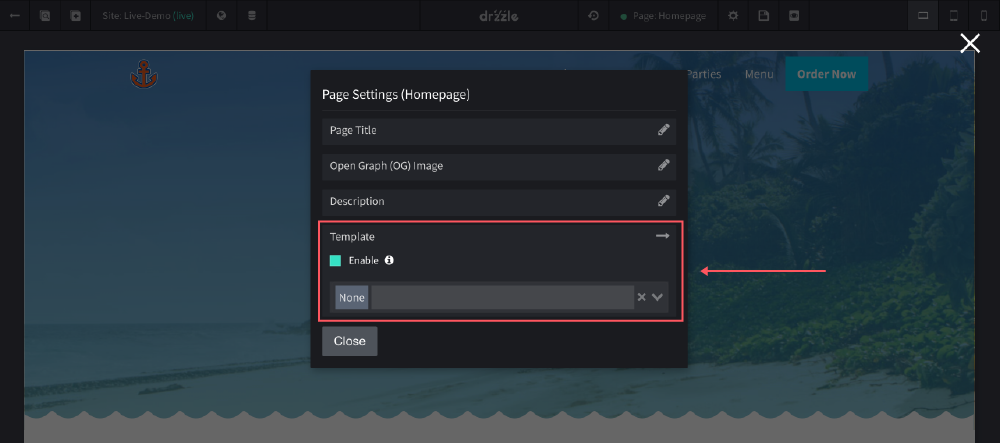 Site: Live-Demo (live)
drizzle
Page: Homepage
Parties
Menu
Order Now
Page Settings (Homepage)
Page Title
Open Graph (OG) Image
Description
Template
Enable
None
Close